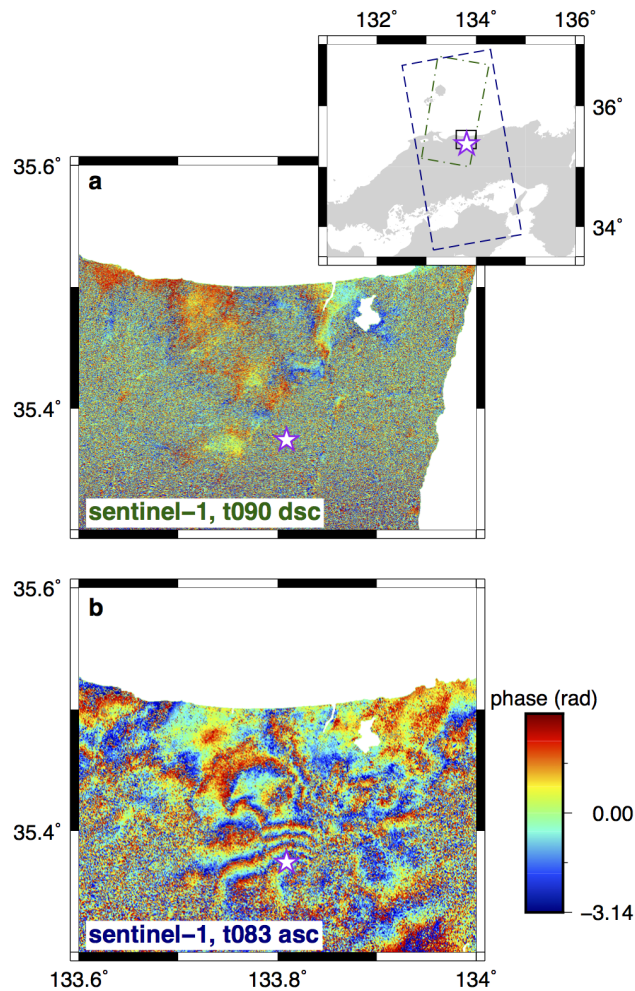 132˚ 134˚ 136˚
36˚
34˚
35.6˚
a
35.4˚
sentinel−1, t090 dsc
35.6˚
b
phase (rad)
0.00
35.4˚
−3.14
sentinel−1, t083 asc
133.6˚ 133.8˚ 134˚